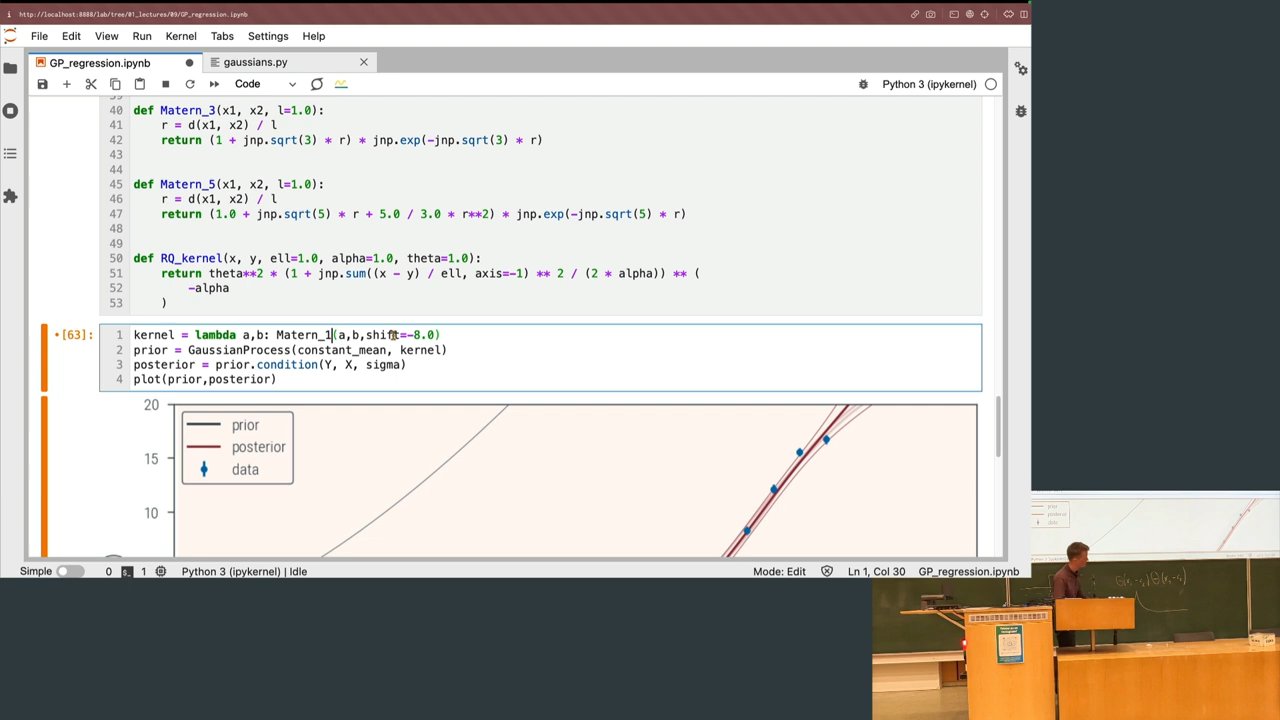 http://localhost:8888/lab/tree/01_lectures/09/GP_regression.ipynb
File Edit View Run Kernel Tabs Settings Help
GP_regression.ipynb gaussians.py
Code Python 3 (ipykernel)
39
40 def Matern_3(x1, x2, l=1.0):
41 r = d(x1, x2) / l
42 return (1 + jnp.sqrt(3) * r) * jnp.exp(-jnp.sqrt(3) * r)
43
44
45 def Matern_5(x1, x2, l=1.0):
46 r = d(x1, x2) / l
47 return (1.0 + jnp.sqrt(5) * r + 5.0 / 3.0 * r**2) * jnp.exp(-jnp.sqrt(5) * r)
48
49
50 def RQ_kernel(x, y, ell=1.0, alpha=1.0, theta=1.0):
51 return theta**2 * (1 + jnp.sum((x - y) / ell, axis=-1) ** 2 / (2 * alpha)) ** (
52 -alpha
53 )
[63]:
1 kernel = lambda a,b: Matern_1(a,b,shift=-8.0)
2 prior = GaussianProcess(constant_mean, kernel)
3 posterior = prior.condition(Y, X, sigma)
4 plot(prior,posterior)
20
prior
posterior
15
data
10
Simple 0 1 Python 3 (ipykernel) | Idle Mode: Edit Ln 1, Col 30 GP_regression.ipynb